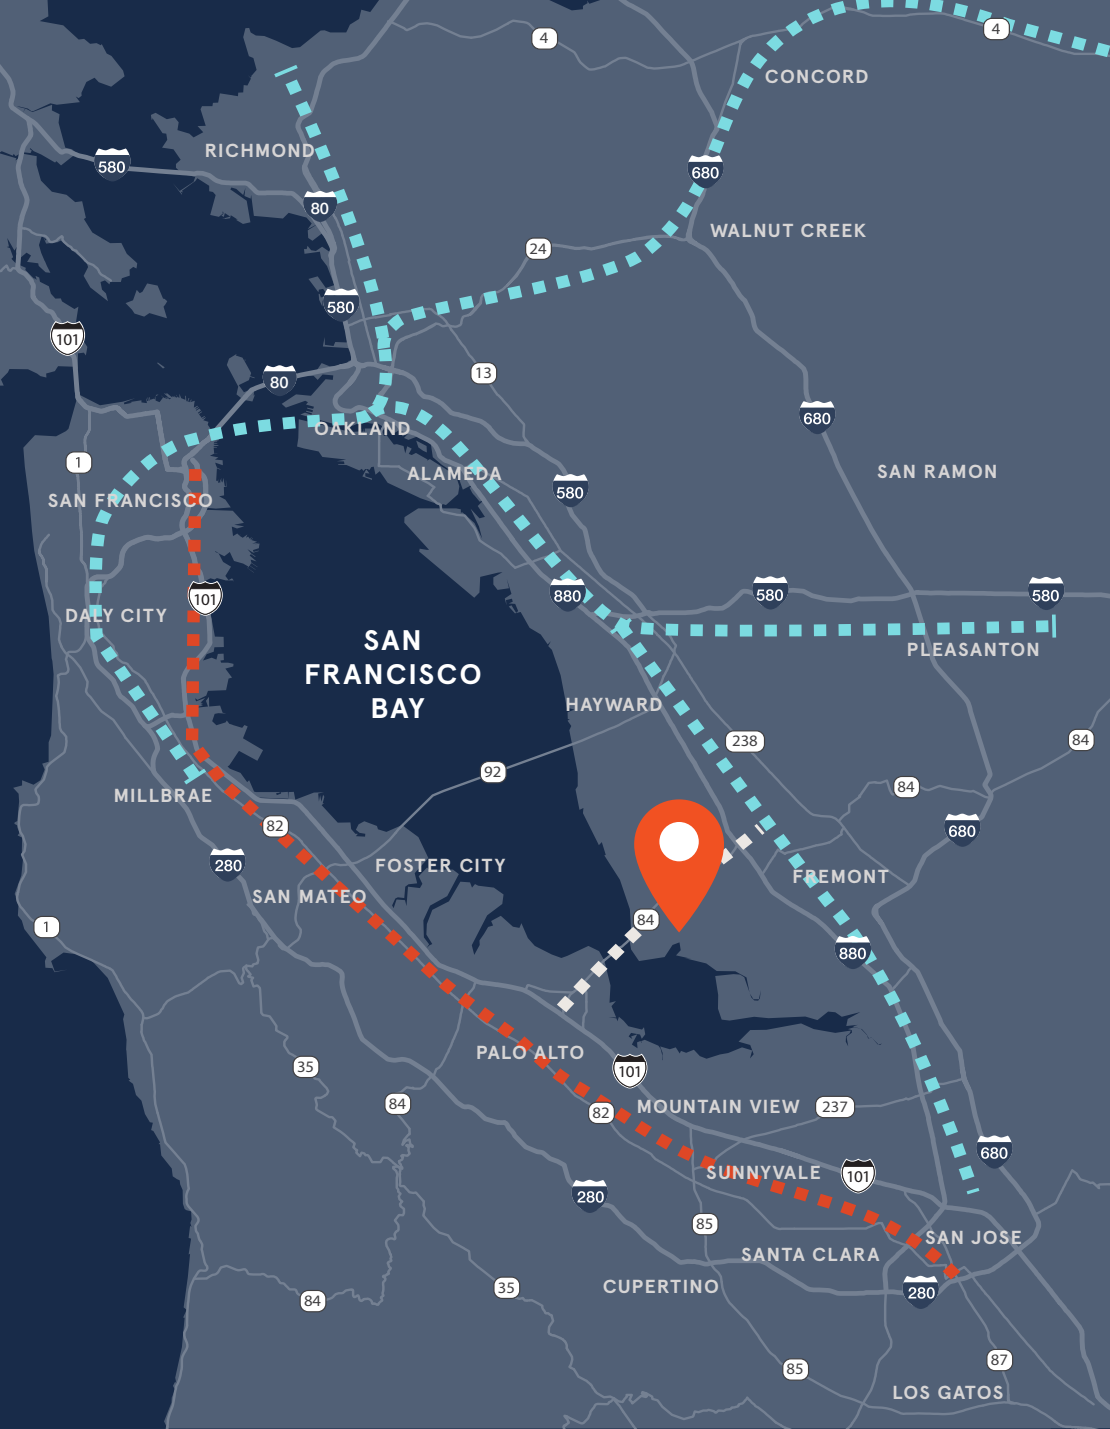 4
4
CONCORD
RICHMOND
580
680
80
WALNUT CREEK
24
580
101
13
80
680
OAKLAND
1
ALAMEDA
SAN RAMON
580
SAN FRANCISCO
101
880
580
580
DALY CITY
SAN
FRANCISCO
BAY
PLEASANTON
HAYWARD
238
84
92
84
MILLBRAE
82
680
280
FOSTER CITY
FREMONT
SAN MATEO
84
1
880
PALO ALTO
35
101
84
82
MOUNTAIN VIEW
237
680
SUNNYVALE
101
280
85
SAN JOSE
SANTA CLARA
CUPERTINO
35
280
84
87
85
LOS GATOS